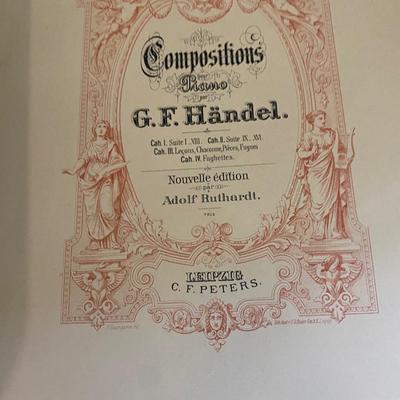 Compositions
pour
Piano
par
G. F. Händel.
Cah. I. Suite I..VIII. Cah. II. Suite IX..XVI.
Cah. III. Leçons, Chaconne, Pièces, Fugues
Cah. IV. Fughettes.
Nouvelle édition
par
Adolf Ruthardt.
LEIPZIG
C. F. PETERS.